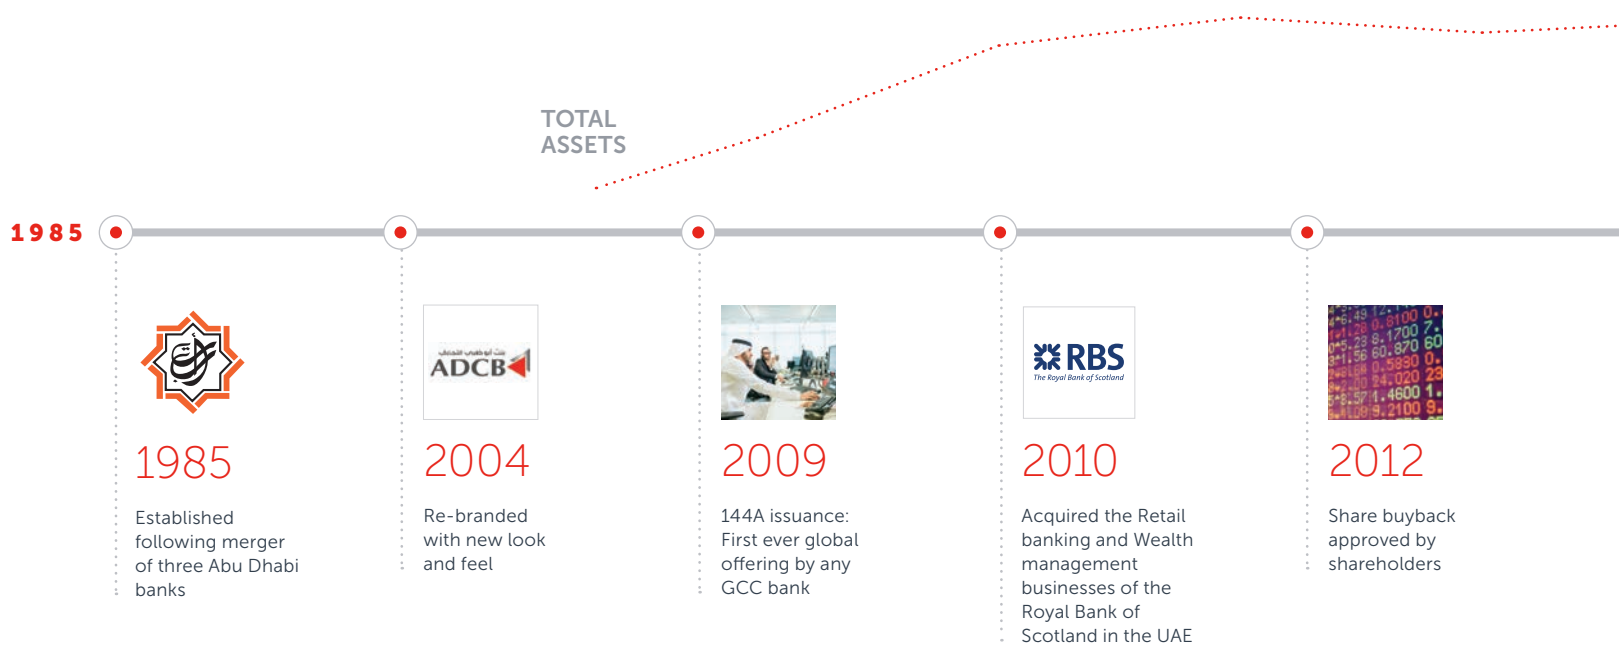 TOTAL
ASSETS
1985
بنك أبوظبي التجاري
ADCB
RBS
The Royal Bank of Scotland
1985
2004
2009
2010
2012
Established
following merger
of three Abu Dhabi
banks
Re-branded
with new look
and feel
144A issuance:
First ever global
offering by any
GCC bank
Acquired the Retail
banking and Wealth
management
businesses of the
Royal Bank of
Scotland in the UAE
Share buyback
approved by
shareholders